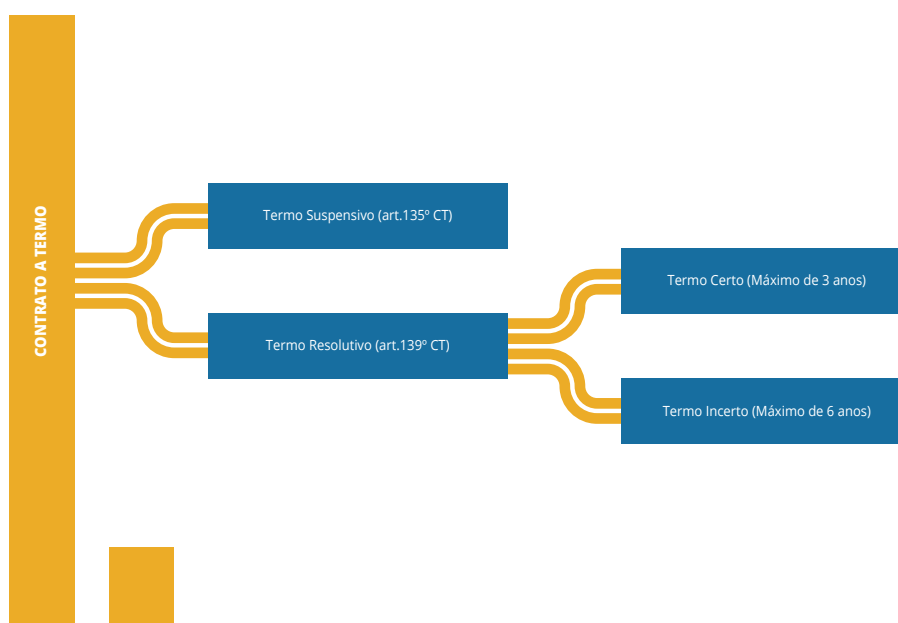 CONTRATO A TERMO
Termo Suspensivo (art.135º CT)
Termo Resolutivo (art.139º CT)
Termo Certo (Máximo de 3 anos)
Termo Incerto (Máximo de 6 anos)